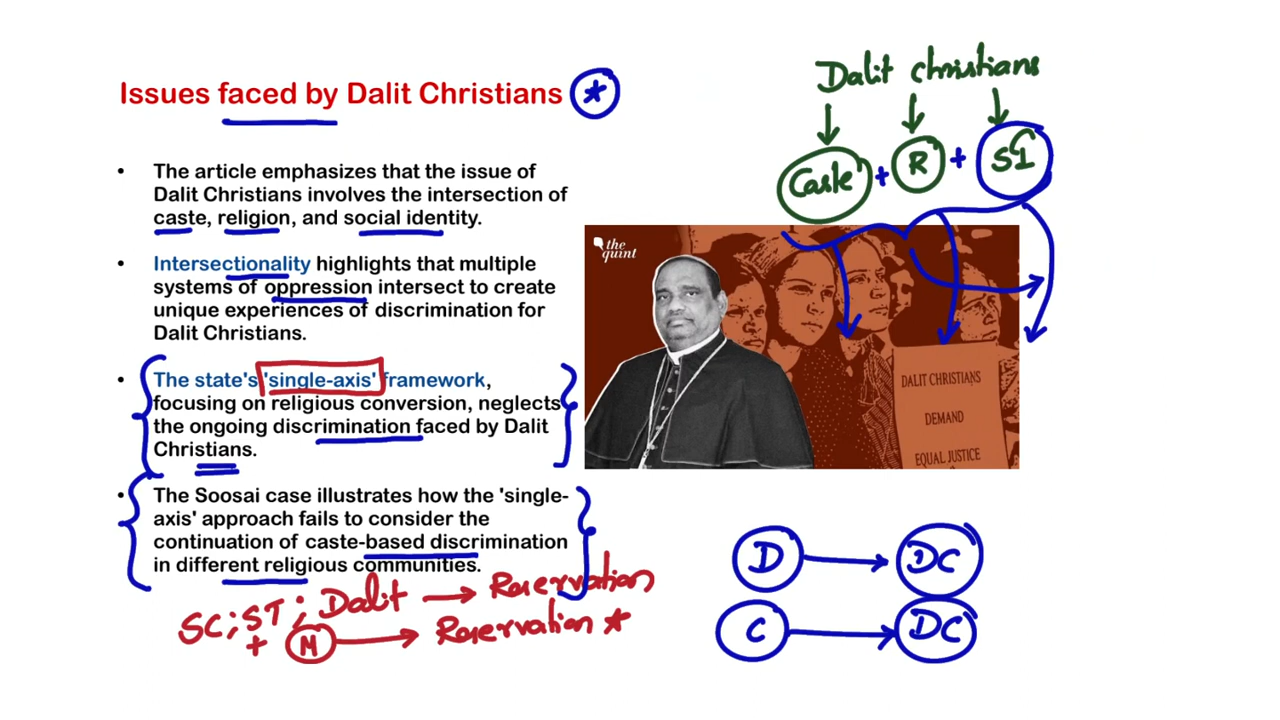 Issues faced by Dalit Christians *
• The article emphasizes that the issue of
Dalit Christians involves the intersection of
caste, religion, and social identity.
• Intersectionality highlights that multiple
systems of oppression intersect to create
unique experiences of discrimination for
Dalit Christians.
• The state's 'single-axis' framework,
focusing on religious conversion, neglects
the ongoing discrimination faced by Dalit
Christians.
• The Soosai case illustrates how the 'single-
axis' approach fails to consider the
continuation of caste-based discrimination
in different religious communities.
SC; ST; Dalit → Reservation
+ M → Reservation *
Dalit christians
Caste + R + SI
the
quint
DALIT CHRISTIANS
DEMAND
EQUAL JUSTICE
D → DC
C → DC